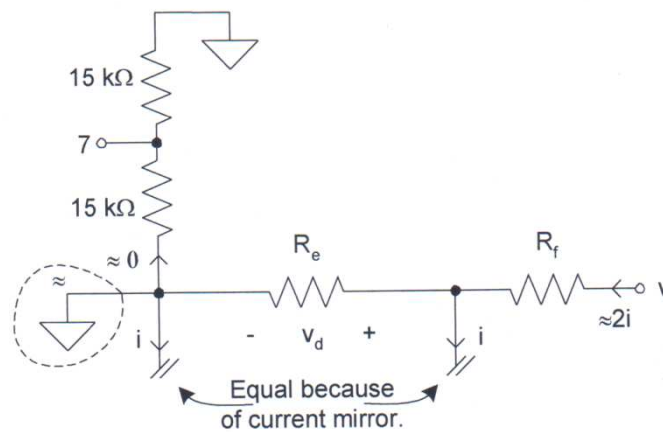 15 kΩ
7
15 kΩ
≈ 0
R_e
R_f
≈
v
≈2i
i
- v_d +
i
Equal because
of current mirror.